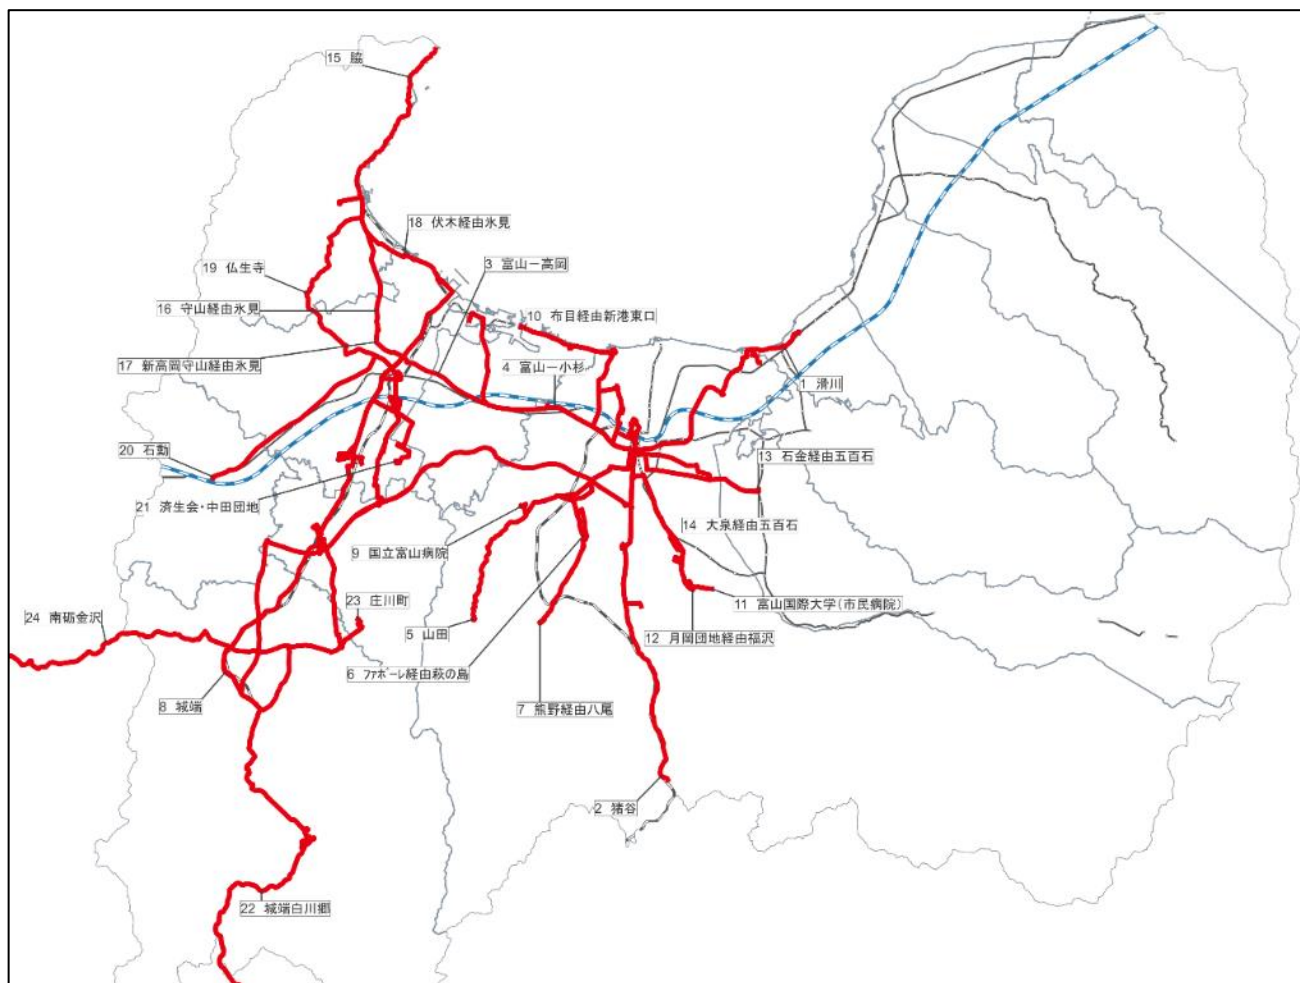 15 脇
18 伏木経由氷見
3 富山ー高岡
19 仏生寺
16 守山経由氷見
10 布目経由新港東口
17 新高岡守山経由氷見
4 富山ー小杉
1 滑川
20 石動
13 石金経由五百石
21 済生会・中田団地
14 大泉経由五百石
9 国立富山病院
23 庄川町
11 富山国際大学(市民病院)
24 南砺金沢
5 山田
12 月岡団地経由福沢
6 ファボーレ経由萩の島
8 城端
7 熊野経由八尾
2 猪谷
22 城端白川郷